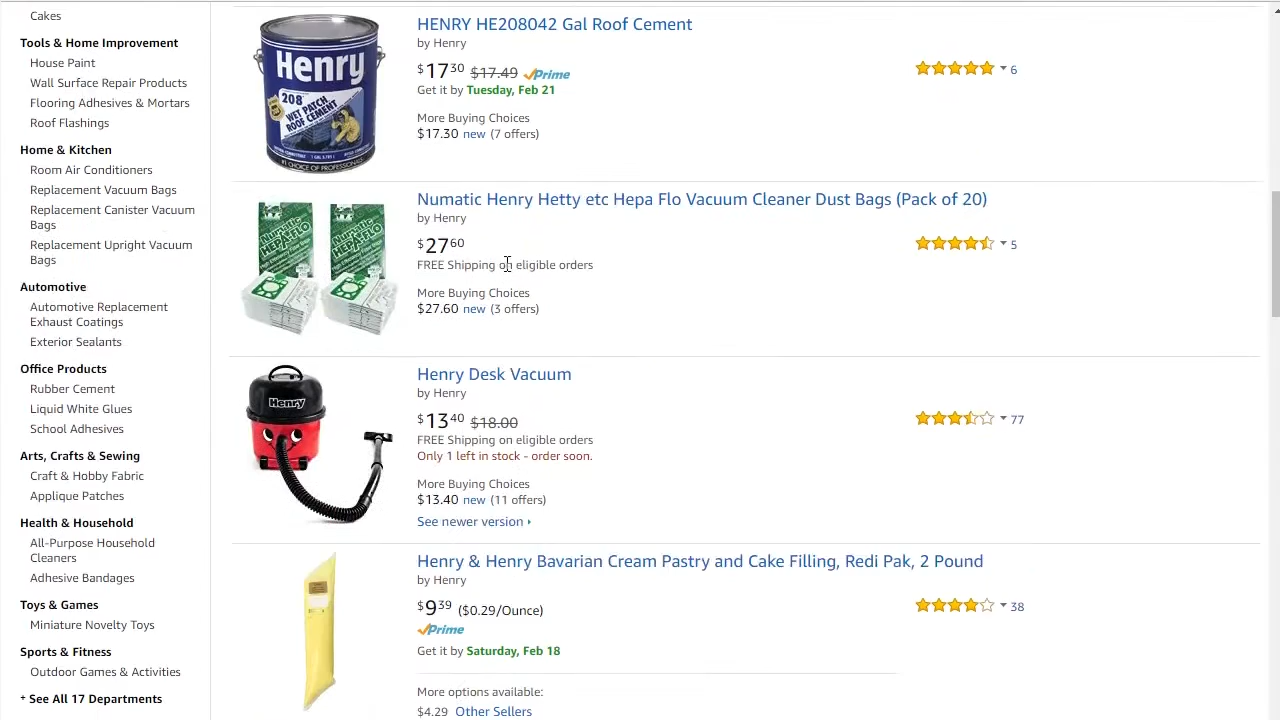 Cakes
Tools & Home Improvement
House Paint
Wall Surface Repair Products
Flooring Adhesives & Mortars
Roof Flashings
Home & Kitchen
Room Air Conditioners
Replacement Vacuum Bags
Replacement Canister Vacuum
Bags
Replacement Upright Vacuum
Bags
Automotive
Automotive Replacement
Exhaust Coatings
Exterior Sealants
Office Products
Rubber Cement
Liquid White Glues
School Adhesives
Arts, Crafts & Sewing
Craft & Hobby Fabric
Applique Patches
Health & Household
All-Purpose Household
Cleaners
Adhesive Bandages
Toys & Games
Miniature Novelty Toys
Sports & Fitness
Outdoor Games & Activities
+ See All 17 Departments
Henry
208
WET PATCH
ROOF CEMENT
#1 CHOICE OF PROFESSIONALS
HENRY HE208042 Gal Roof Cement
by Henry
$17.30 $17.49 Prime
Get it by Tuesday, Feb 21
More Buying Choices
$17.30 new (7 offers)
6
Numatic
HEPAFLO
Numatic
HEPAFLO
Numatic Henry Hetty etc Hepa Flo Vacuum Cleaner Dust Bags (Pack of 20)
by Henry
$27.60
FREE Shipping on eligible orders
More Buying Choices
$27.60 new (3 offers)
5
Henry
Henry Desk Vacuum
by Henry
$13.40 $18.00
FREE Shipping on eligible orders
Only 1 left in stock - order soon.
More Buying Choices
$13.40 new (11 offers)
See newer version
77
Henry & Henry Bavarian Cream Pastry and Cake Filling, Redi Pak, 2 Pound
by Henry
$9.39 ($0.29/Ounce)
Prime
Get it by Saturday, Feb 18
More options available:
$4.29 Other Sellers
38